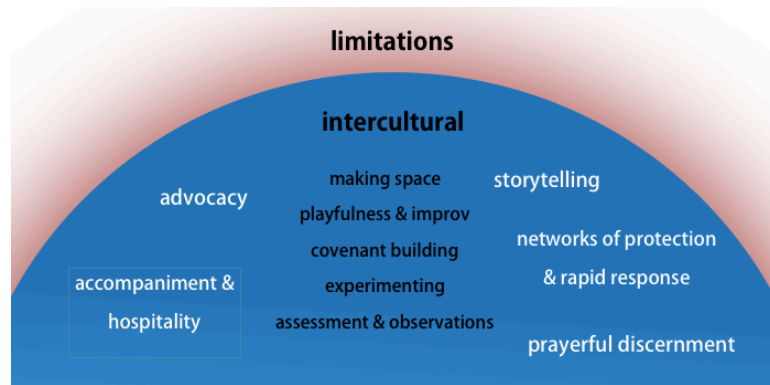 limitations
intercultural
making space
playfulness & improv
covenant building
experimenting
assessment & observations
advocacy
accompaniment &
hospitality
storytelling
networks of protection
& rapid response
prayerful discernment